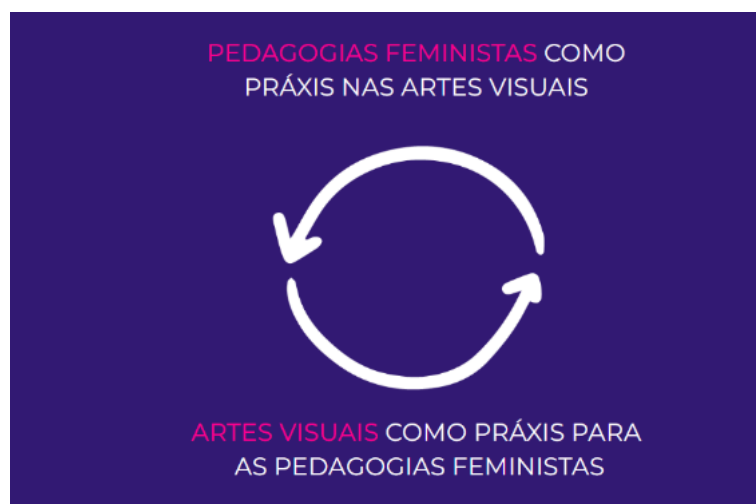 PEDAGOGIAS FEMINISTAS COMO
PRÁXIS NAS ARTES VISUAIS
ARTES VISUAIS COMO PRÁXIS PARA
AS PEDAGOGIAS FEMINISTAS